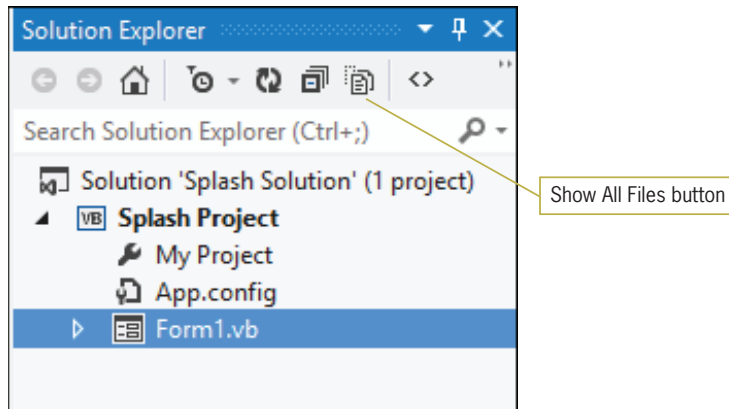 Solution Explorer
Search Solution Explorer (Ctrl+;)
Solution 'Splash Solution' (1 project)
VB Splash Project
My Project
App.config
Form1.vb
Show All Files button